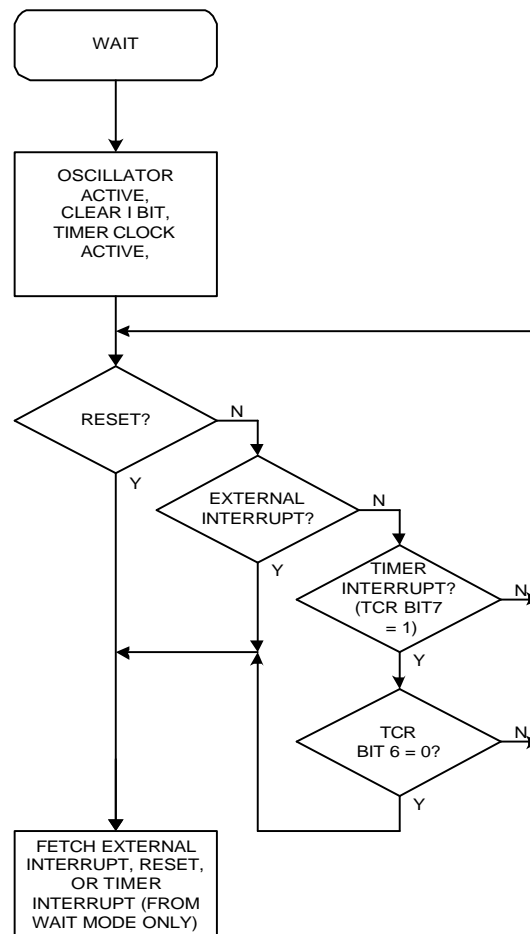 WAIT
OSCILLATOR
ACTIVE,
CLEAR I BIT,
TIMER CLOCK
ACTIVE,
RESET?
N
Y
EXTERNAL
INTERRUPT?
N
Y
TIMER
INTERRUPT?
(TCR BIT7
= 1)
N
Y
TCR
BIT 6 = 0?
N
Y
FETCH EXTERNAL
INTERRUPT, RESET,
OR TIMER
INTERRUPT (FROM
WAIT MODE ONLY)